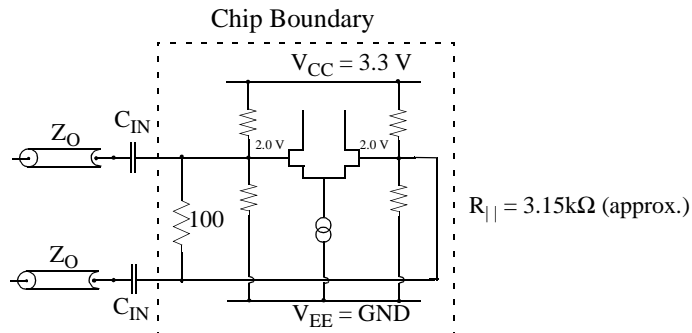 Chip Boundary
V_CC = 3.3 V
C_IN
Z_O
2.0 V
2.0 V
100
R_|| = 3.15kΩ (approx.)
Z_O
C_IN
V_EE = GND